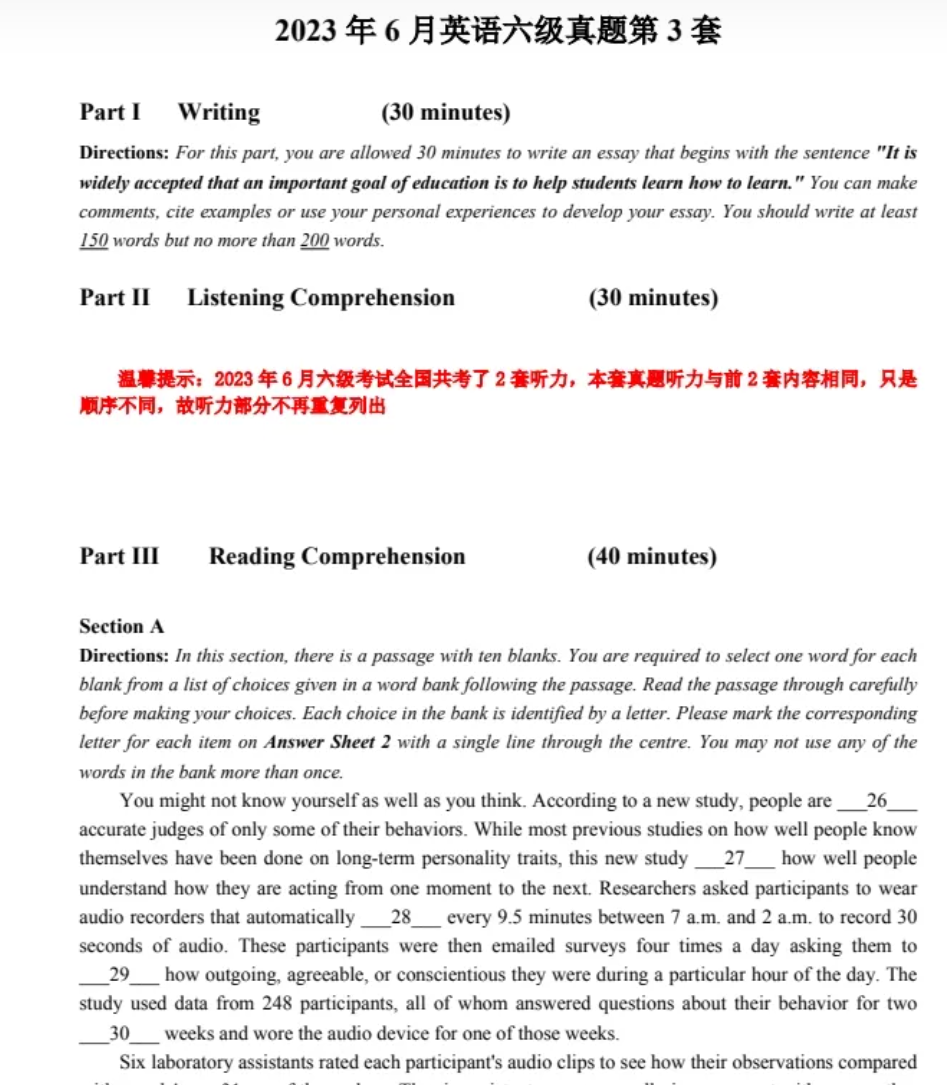 2023 年 6 月英语六级真题第 3 套
Part I Writing (30 minutes)
Directions: For this part, you are allowed 30 minutes to write an essay that begins with the sentence "It is
widely accepted that an important goal of education is to help students learn how to learn." You can make
comments, cite examples or use your personal experiences to develop your essay. You should write at least
150 words but no more than 200 words.
Part II Listening Comprehension (30 minutes)
温馨提示：2023 年 6 月六级考试全国共考了 2 套听力，本套真题听力与前 2 套内容相同，只是
顺序不同，故听力部分不再重复列出
Part III Reading Comprehension (40 minutes)
Section A
Directions: In this section, there is a passage with ten blanks. You are required to select one word for each
blank from a list of choices given in a word bank following the passage. Read the passage through carefully
before making your choices. Each choice in the bank is identified by a letter. Please mark the corresponding
letter for each item on Answer Sheet 2 with a single line through the centre. You may not use any of the
words in the bank more than once.
You might not know yourself as well as you think. According to a new study, people are ___26___
accurate judges of only some of their behaviors. While most previous studies on how well people know
themselves have been done on long-term personality traits, this new study ___27___ how well people
understand how they are acting from one moment to the next. Researchers asked participants to wear
audio recorders that automatically ___28___ every 9.5 minutes between 7 a.m. and 2 a.m. to record 30
seconds of audio. These participants were then emailed surveys four times a day asking them to
___29___ how outgoing, agreeable, or conscientious they were during a particular hour of the day. The
study used data from 248 participants, all of whom answered questions about their behavior for two
___30___ weeks and wore the audio device for one of those weeks.
Six laboratory assistants rated each participant's audio clips to see how their observations compared